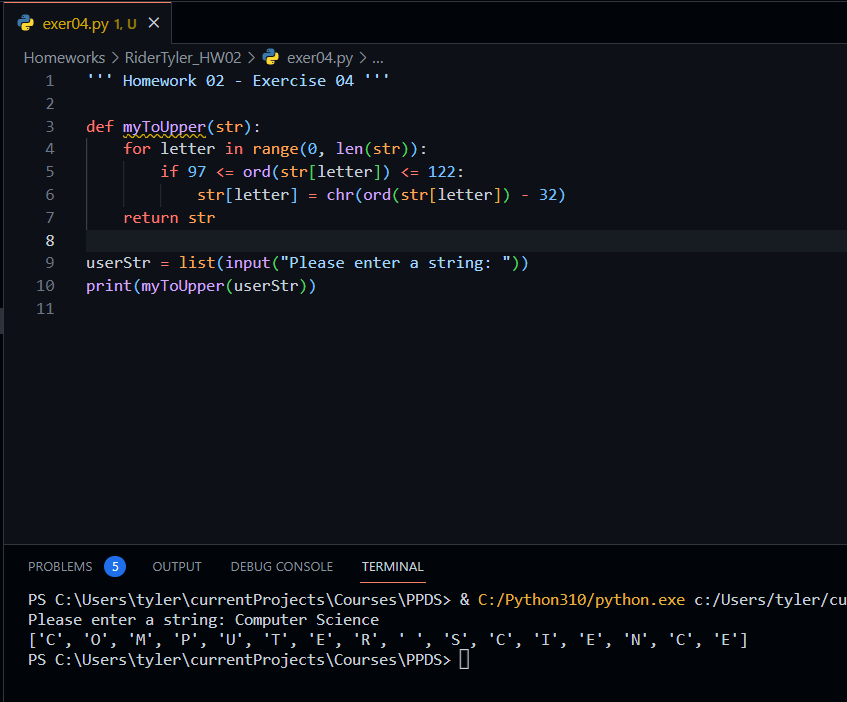 exer04.py 1, U
Homeworks > RiderTyler_HW02 > exer04.py > ...
1 ''' Homework 02 - Exercise 04 '''
2
3 def myToUpper(str):
4     for letter in range(0, len(str)):
5         if 97 <= ord(str[letter]) <= 122:
6             str[letter] = chr(ord(str[letter]) - 32)
7     return str
8
9 userStr = list(input("Please enter a string: "))
10 print(myToUpper(userStr))
11
PROBLEMS 5 OUTPUT DEBUG CONSOLE TERMINAL
PS C:\Users\tyler\currentProjects\Courses\PPDS> & C:/Python310/python.exe c:/Users/tyler/cu
Please enter a string: Computer Science
['C', 'O', 'M', 'P', 'U', 'T', 'E', 'R', ' ', 'S', 'C', 'I', 'E', 'N', 'C', 'E']
PS C:\Users\tyler\currentProjects\Courses\PPDS>